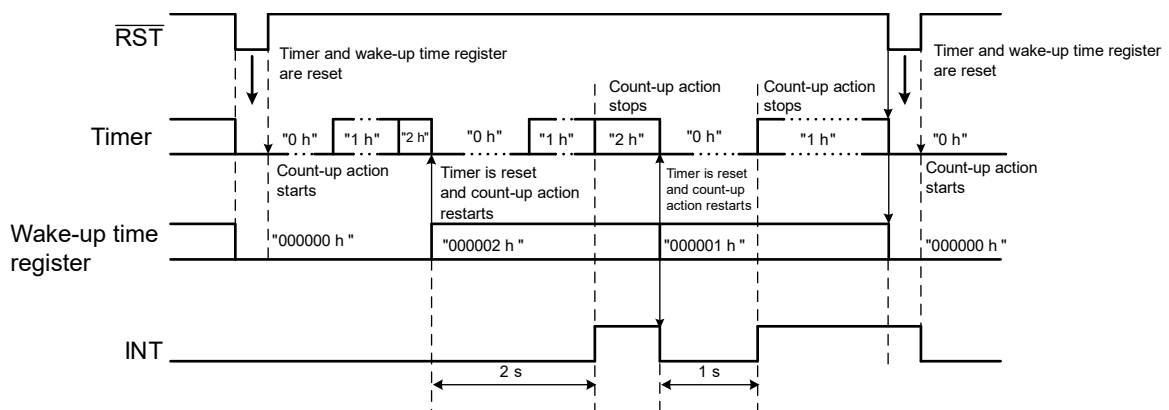 RST
Timer and wake-up time register
are reset
Timer and wake-up time register
are reset
Count-up action
stops
Count-up action
stops
Timer
"0 h"
"1 h"
"2 h"
"0 h"
"1 h"
"2 h"
"0 h"
"1 h"
"0 h"
Count-up action
starts
Timer is reset
and count-up action
restarts
Timer is reset
and count-up
action restarts
Count-up action
starts
Wake-up time
register
"000000 h "
"000002 h "
"000001 h "
"000000 h "
INT
2 s
1 s